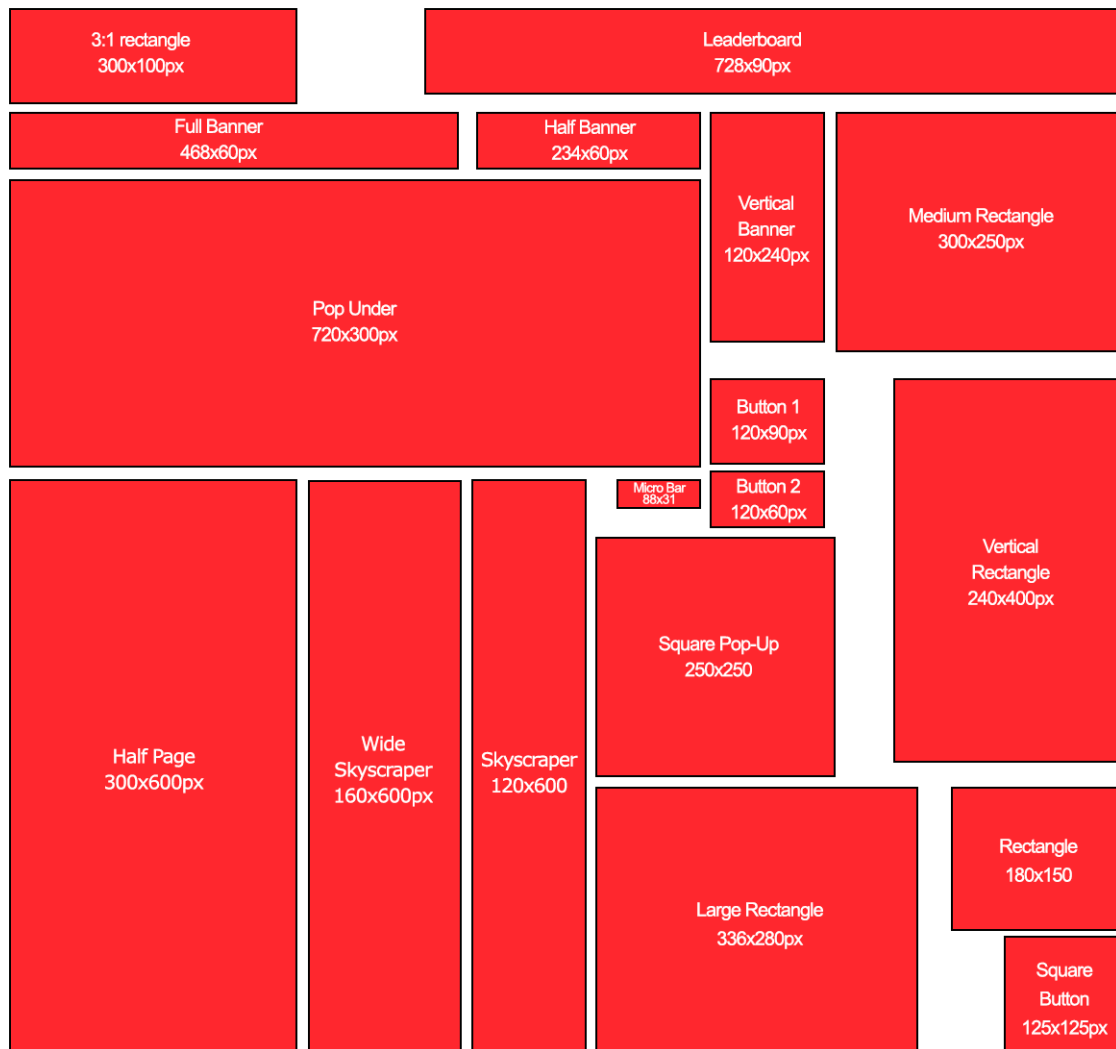 3:1 rectangle
300x100px
Leaderboard
728x90px
Full Banner
468x60px
Half Banner
234x60px
Vertical
Banner
120x240px
Medium Rectangle
300x250px
Pop Under
720x300px
Button 1
120x90px
Micro Bar
88x31
Button 2
120x60px
Vertical
Rectangle
240x400px
Square Pop-Up
250x250
Half Page
300x600px
Wide
Skyscraper
160x600px
Skyscraper
120x600
Rectangle
180x150
Large Rectangle
336x280px
Square
Button
125x125px